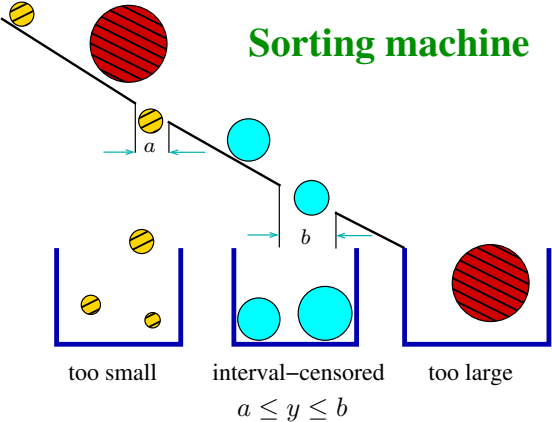 Sorting machine
a
b
too small
interval−censored
too large
a ≤ y ≤ b